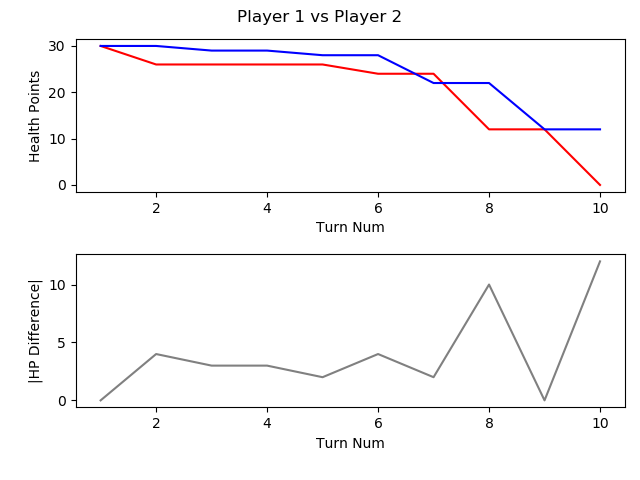 Player 1 vs Player 2
Health Points
30
20
10
0
2 4 6 8 10
Turn Num
|HP Difference|
10
5
0
2 4 6 8 10
Turn Num